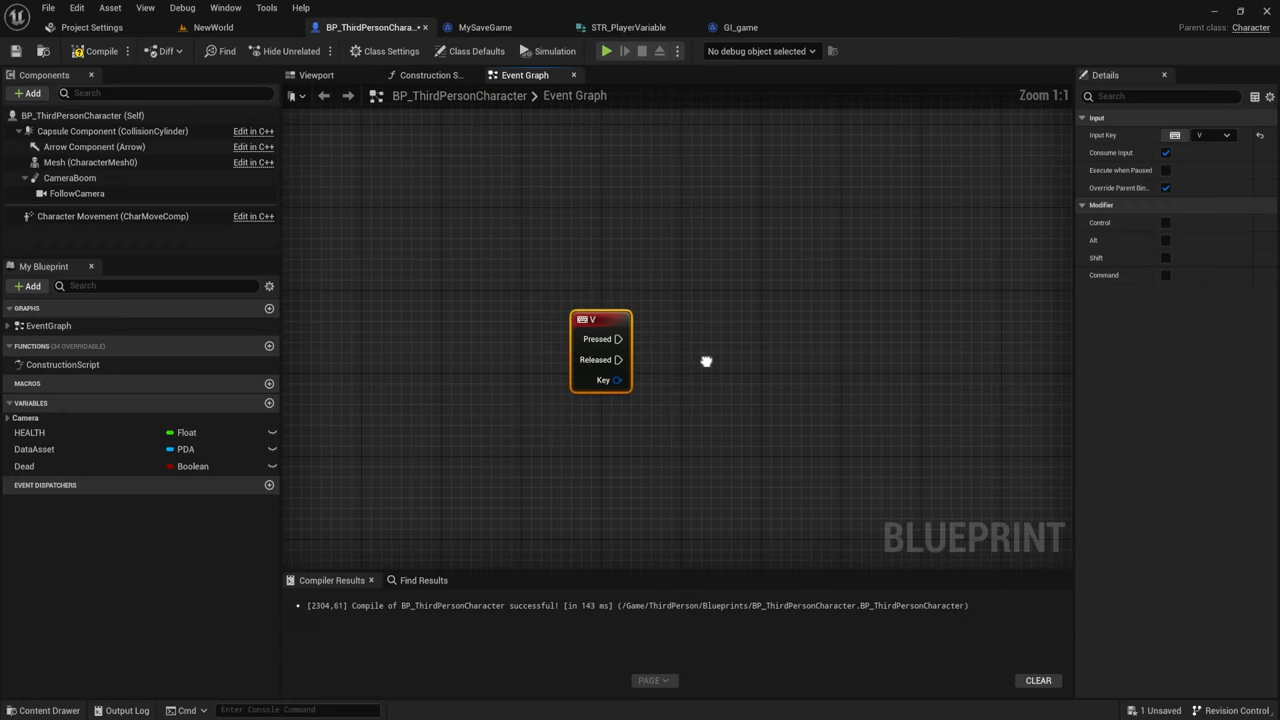 File Edit Asset View Debug Window Tools Help
Project Settings NewWorld BP_ThirdPersonChara...• MySaveGame STR_PlayerVariable GI_game Parent class: Character
Compile Diff Find Hide Unrelated Class Settings Class Defaults Simulation No debug object selected
Components
Add Search
BP_ThirdPersonCharacter (Self)
Capsule Component (CollisionCylinder) Edit in C++
Arrow Component (Arrow) Edit in C++
Mesh (CharacterMesh0) Edit in C++
CameraBoom
FollowCamera
Character Movement (CharMoveComp) Edit in C++
My Blueprint
Add Search
GRAPHS
EventGraph
FUNCTIONS (34 OVERRIDABLE)
ConstructionScript
MACROS
VARIABLES
Camera
HEALTH Float
DataAsset PDA
Dead Boolean
EVENT DISPATCHERS
Viewport Construction S... Event Graph
BP_ThirdPersonCharacter > Event Graph Zoom 1:1
V
Pressed
Released
Key
BLUEPRINT
Compiler Results Find Results
[2304,61] Compile of BP_ThirdPersonCharacter successful! [in 143 ms] (/Game/ThirdPerson/Blueprints/BP_ThirdPersonCharacter.BP_ThirdPersonCharacter)
PAGE CLEAR
Details
Search
Input
Input Key V
Consume Input
Execute when Paused
Override Parent Bin...
Modifier
Control
Alt
Shift
Command
Content Drawer Output Log Cmd Enter Console Command 1 Unsaved Revision Control